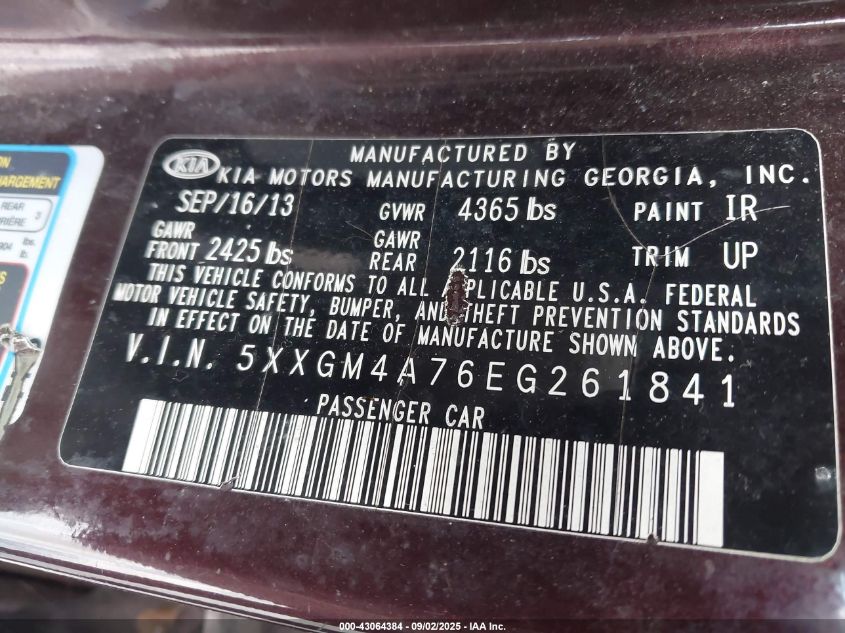 MANUFACTURED BY
KIA KIA MOTORS MANUFACTURING GEORGIA, INC.
SEP/16/13 GVWR 4365 lbs PAINT IR
GAWR FRONT 2425 lbs GAWR REAR 2116 lbs TRIM UP
THIS VEHICLE CONFORMS TO ALL APPLICABLE U.S.A. FEDERAL
MOTOR VEHICLE SAFETY, BUMPER, AND THEFT PREVENTION STANDARDS
IN EFFECT ON THE DATE OF MANUFACTURE SHOWN ABOVE.
V.I.N. 5XXGM4A76EG261841
PASSENGER CAR
REAR 3
lbs.
000-43064384 | 09/02/2025 | IAA Inc.